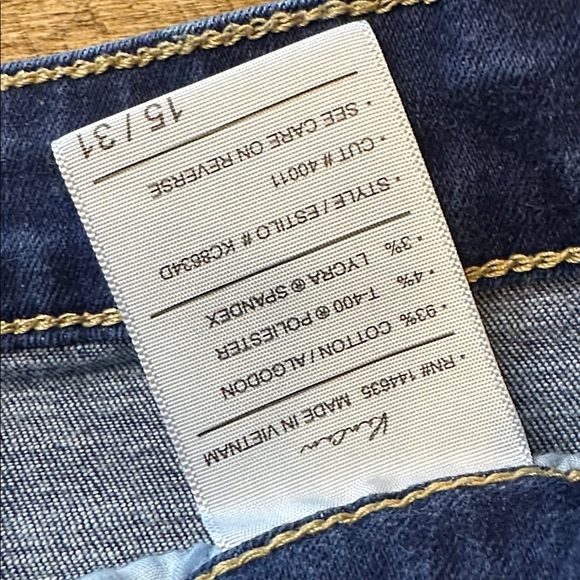 KanCan
• RN# 144635 MADE IN VIETNAM
• 93% COTTON / ALGODON
• 4% T-400 ® POLIESTER
• 3% LYCRA ® SPANDEX
• STYLE / ESTILO # KC8634D
• CUT # 40011
• SEE CARE ON REVERSE
15 / 31